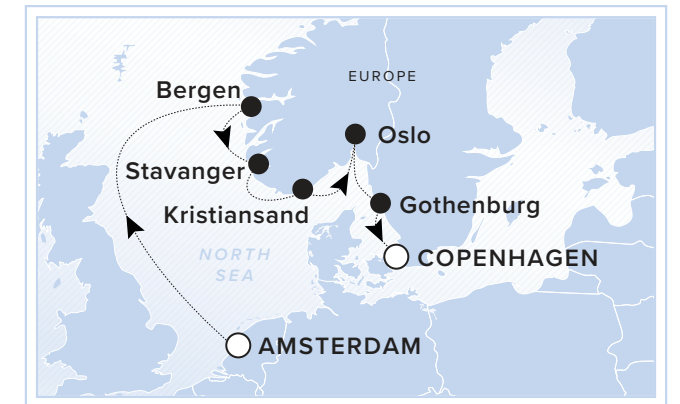 EUROPE
Bergen
Oslo
Stavanger
Kristiansand
Gothenburg
NORTH
SEA
COPENHAGEN
AMSTERDAM